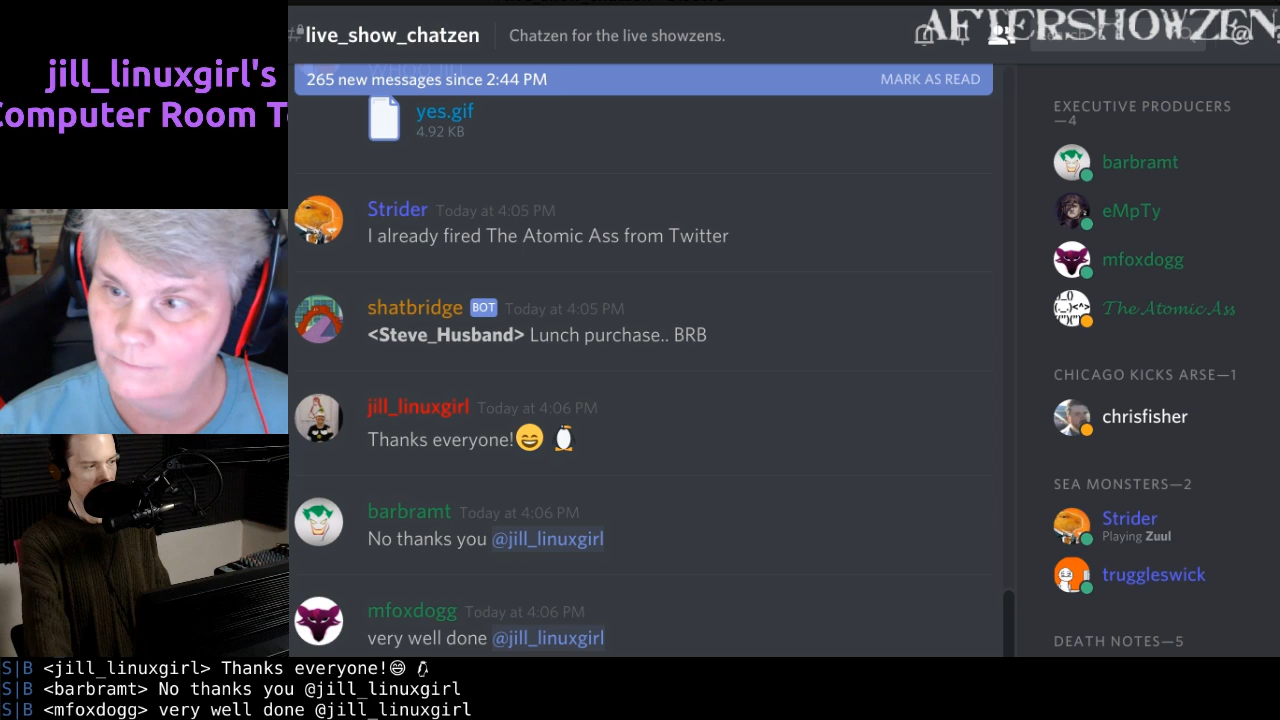 #live_show_chatzen
Chatzen for the live showzens.
AFTERSHOWZEN
jill_linuxgirl's
Computer Room T
265 new messages since 2:44 PM
MARK AS READ
yes.gif
4.92 KB
Strider Today at 4:05 PM
I already fired The Atomic Ass from Twitter
shatbridge BOT Today at 4:05 PM
<Steve_Husband> Lunch purchase.. BRB
jill_linuxgirl Today at 4:06 PM
Thanks everyone!😄 🐧
barbramt Today at 4:06 PM
No thanks you @jill_linuxgirl
mfoxdogg Today at 4:06 PM
very well done @jill_linuxgirl
EXECUTIVE PRODUCERS
—4
barbramt
eMpTy
mfoxdogg
The Atomic Ass
CHICAGO KICKS ARSE—1
chrisfisher
SEA MONSTERS—2
Strider
Playing Zuul
truggleswick
DEATH NOTES—5
S|B <jill_linuxgirl> Thanks everyone!😄 🐧
S|B <barbramt> No thanks you @jill_linuxgirl
S|B <mfoxdogg> very well done @jill_linuxgirl